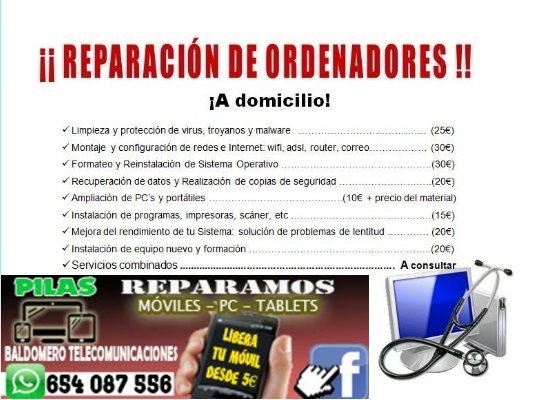 ¡¡ REPARACIÓN DE ORDENADORES !!
¡A domicilio!
✓ Limpieza y protección de virus, troyanos y malware ........................................ (25€)
✓ Montaje y configuración de redes e Internet: wifi, adsl, router, correo.................. (30€)
✓ Formateo y Reinstalación de Sistema Operativo ................................................(30€)
✓ Recuperación de datos y Realización de copias de seguridad .............................(20€)
✓ Ampliación de PC's y portátiles ..........................................(10€ + precio del material)
✓ Instalación de programas, impresoras, scáner, etc ............................................(15€)
✓ Mejora del rendimiento de tu Sistema: solución de problemas de lentitud ............. (20€)
✓ Instalación de equipo nuevo y formación ..........................................................(20€)
✓ Servicios combinados ....................................................................... A consultar
PILAS
REPARAMOS
MÓVILES - PC - TABLETS
BALDOMERO TELECOMUNICACIONES
654 087 556
LIBERA
TU MÓVIL
DESDE 5€
f